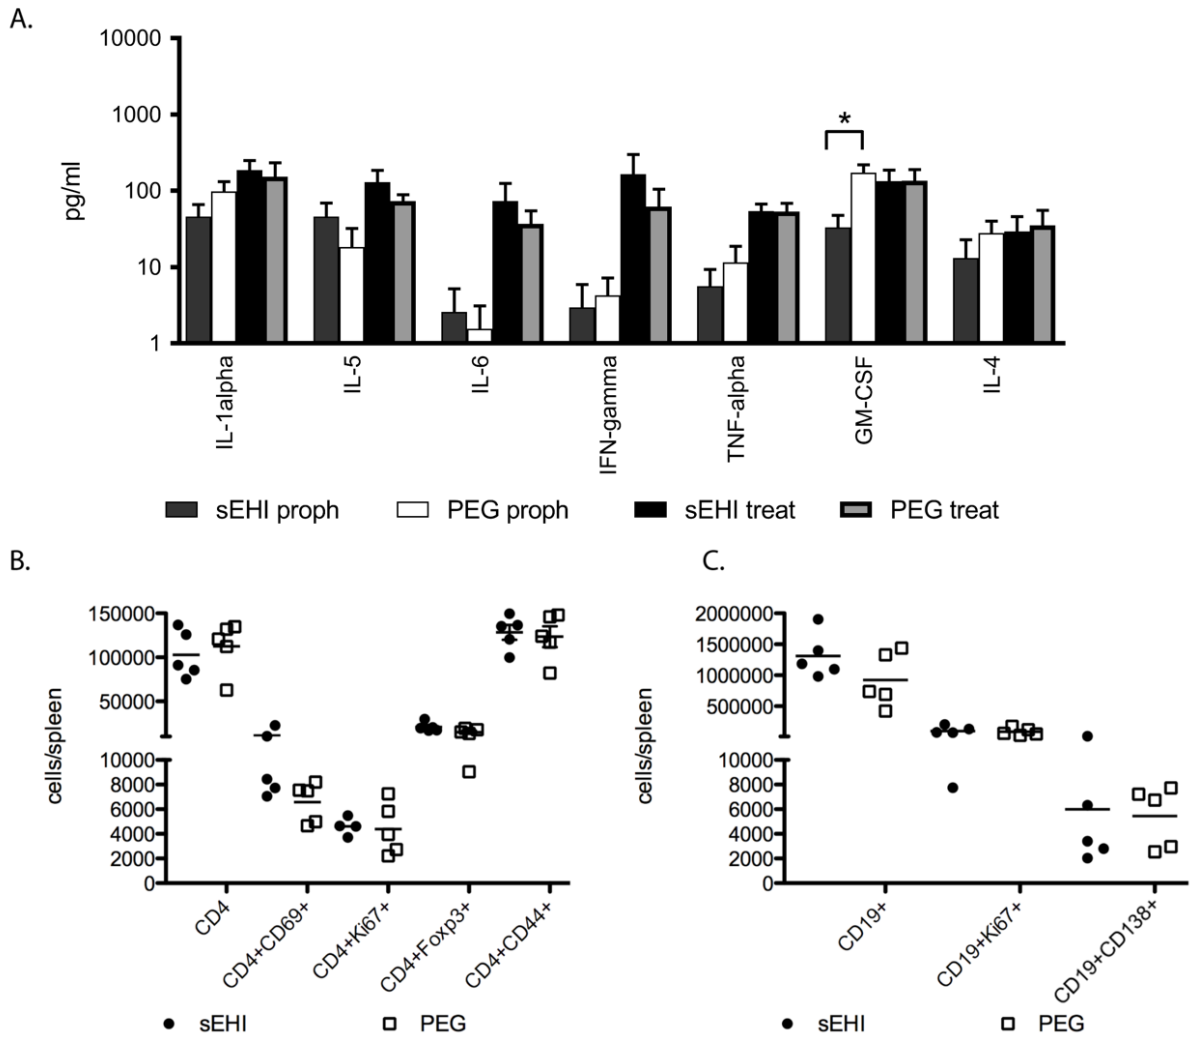 A.
10000
1000
100
10
1
pg/ml
*
IL-1alpha
IL-5
IL-6
IFN-gamma
TNF-alpha
GM-CSF
IL-4
sEHI proph PEG proph sEHI treat PEG treat
B.
150000
100000
50000
10000
8000
6000
4000
2000
0
cells/spleen
CD4
CD4+CD69+
CD4+Ki67+
CD4+Foxp3+
CD4+CD44+
sEHI PEG
C.
2000000
1500000
1000000
500000
10000
8000
6000
4000
2000
0
cells/spleen
CD19+
CD19+Ki67+
CD19+CD138+
sEHI PEG